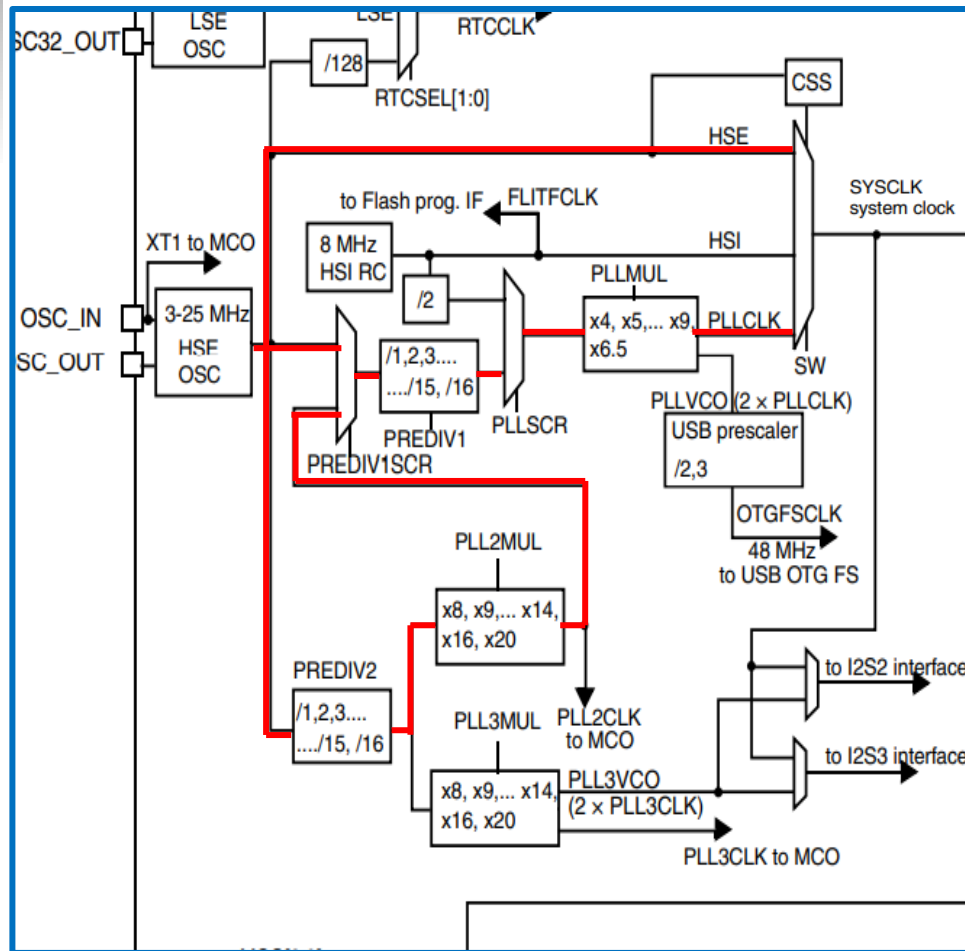 LSE
OSC
SC32_OUT
LSE
RTCCLK
/128
RTCSEL[1:0]
CSS
HSE
SYSCLK
system clock
to Flash prog. IF
FLITFCLK
XT1 to MCO
8 MHz
HSI RC
HSI
/2
PLLMUL
OSC_IN
3-25 MHz
HSE
OSC
SC_OUT
/1,2,3....
..../15, /16
x4, x5,... x9,
x6.5
PLLCLK
SW
PLLSCR
PREDIV1
PREDIV1SCR
PLLVCO (2 × PLLCLK)
USB prescaler
/2,3
OTGFSCLK
48 MHz
to USB OTG FS
PLL2MUL
x8, x9,... x14,
x16, x20
PREDIV2
/1,2,3....
..../15, /16
PLL2CLK
to MCO
to I2S2 interface
PLL3MUL
x8, x9,... x14,
x16, x20
PLL3VCO
(2 × PLL3CLK)
to I2S3 interface
PLL3CLK to MCO